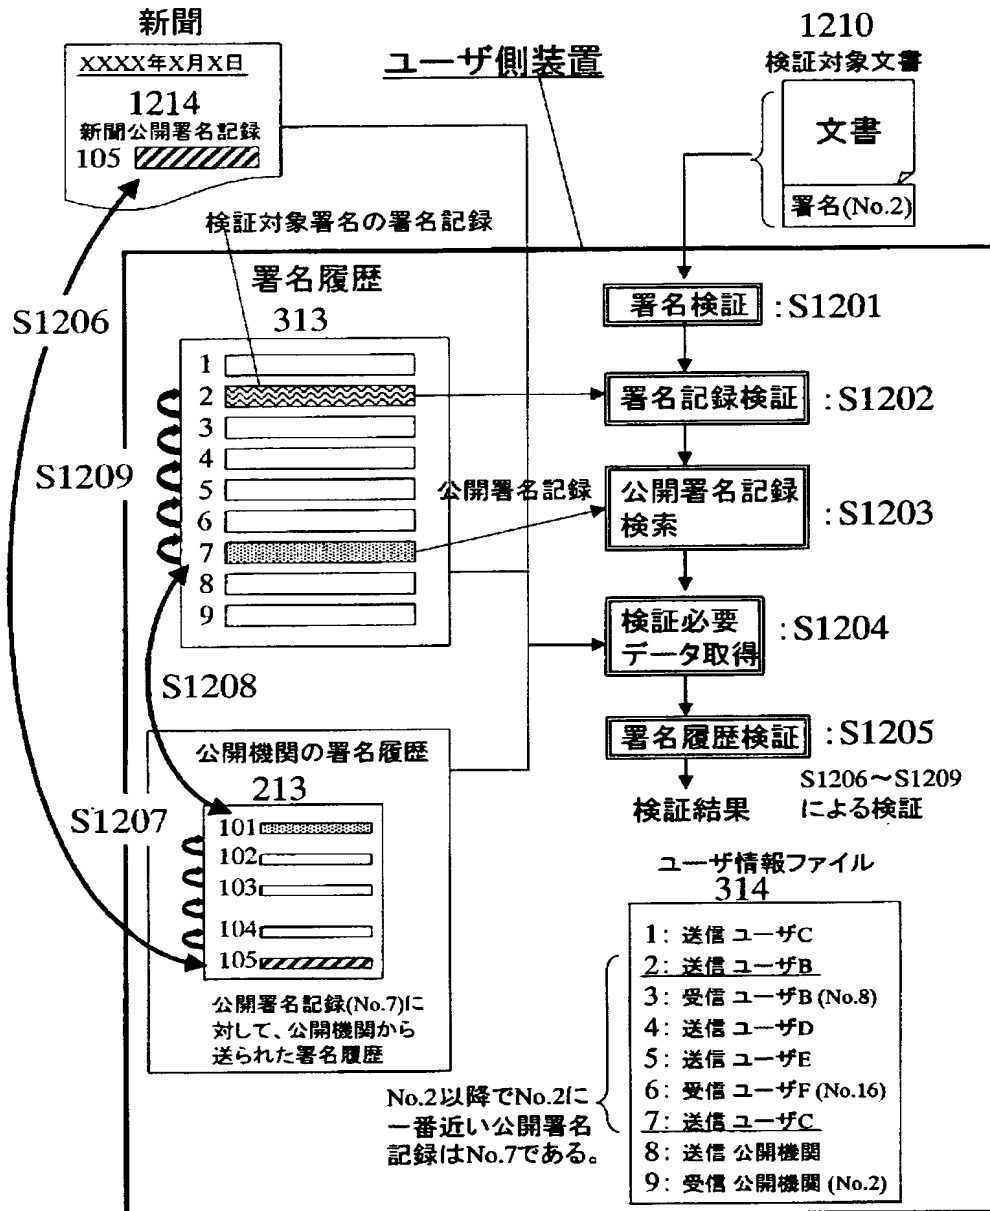 新聞
XXXX年X月X日
1214
新聞公開署名記録
105
ユーザ側装置
1210
検証対象文書
文書
署名(No.2)
検証対象署名の署名記録
S1206
署名履歴
313
1
2
3
4
5
6
7
8
9
S1209
公開署名記録
署名検証
:S1201
署名記録検証
:S1202
公開署名記録
検索
:S1203
検証必要
データ取得
:S1204
署名履歴検証
:S1205
S1206～S1209
による検証
検証結果
S1208
S1207
公開機関の署名履歴
213
101
102
103
104
105
公開署名記録(No.7)に
対して、公開機関から
送られた署名履歴
ユーザ情報ファイル
314
1: 送信 ユーザC
2: 送信 ユーザB
3: 受信 ユーザB (No.8)
4: 送信 ユーザD
5: 送信 ユーザE
6: 受信 ユーザF (No.16)
7: 送信 ユーザC
8: 送信 公開機関
9: 受信 公開機関 (No.2)
No.2以降でNo.2に
一番近い公開署名
記録はNo.7である。